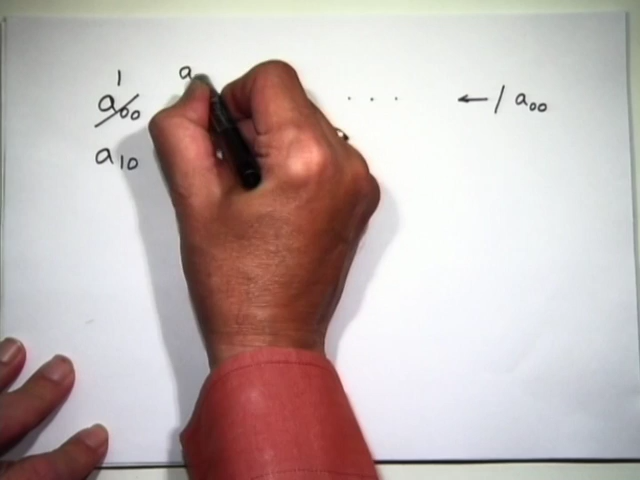 1 a
a00 . . . ← / a00
a10